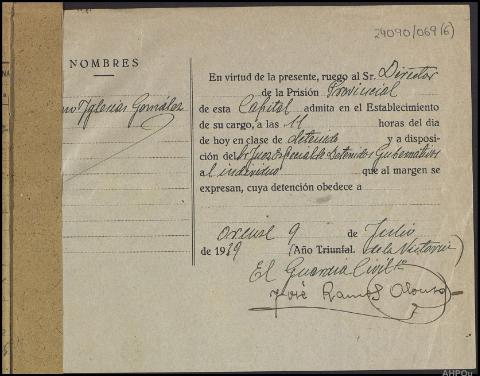 24090/069(6)
NOMBRES
Iglesias González
En virtud de la presente, ruego al Sr. Director
de la Prisión Provincial
de esta Capital admita en el Establecimiento
de su cargo, a las 11 horas del día
de hoy en clase de detenido y a disposi-
ción del Sr Juez Especial de Detenidos Gubernativos
al individuo que al margen se
expresan, cuya detención obedece a
Orense 9 de Julio
de 1939 (Año Triunfal. de la Victoria)
El Guardia Civil
José Ramos Alonso
AHPOu